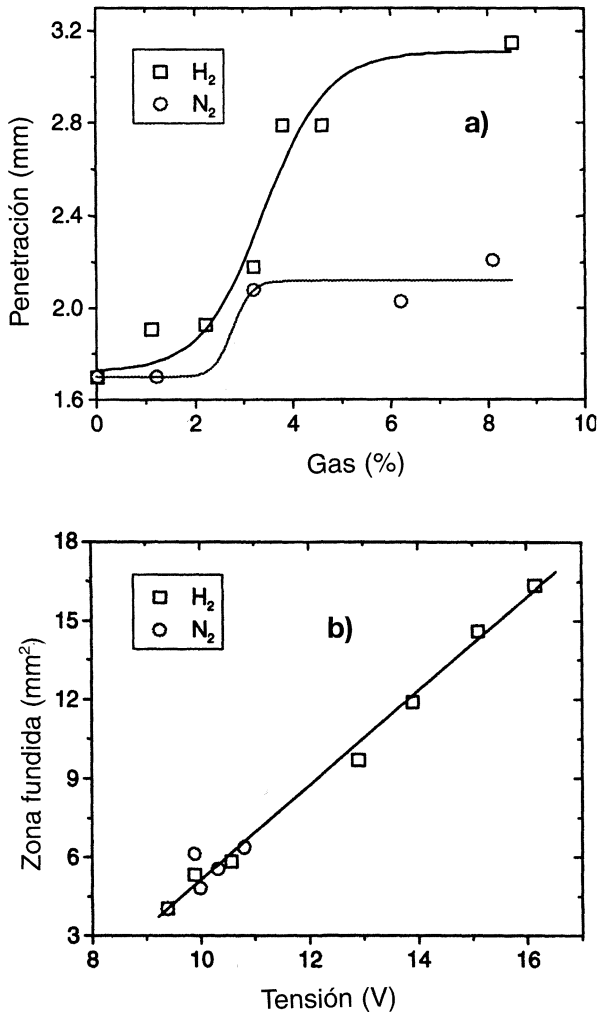 3.2
2.8
2.4
2.0
1.6
Penetración (mm)
H2
N2
a)
0 2 4 6 8 10
Gas (%)
18
15
12
9
6
3
Zona fundida (mm²)
H2
N2
b)
8 10 12 14 16
Tensión (V)